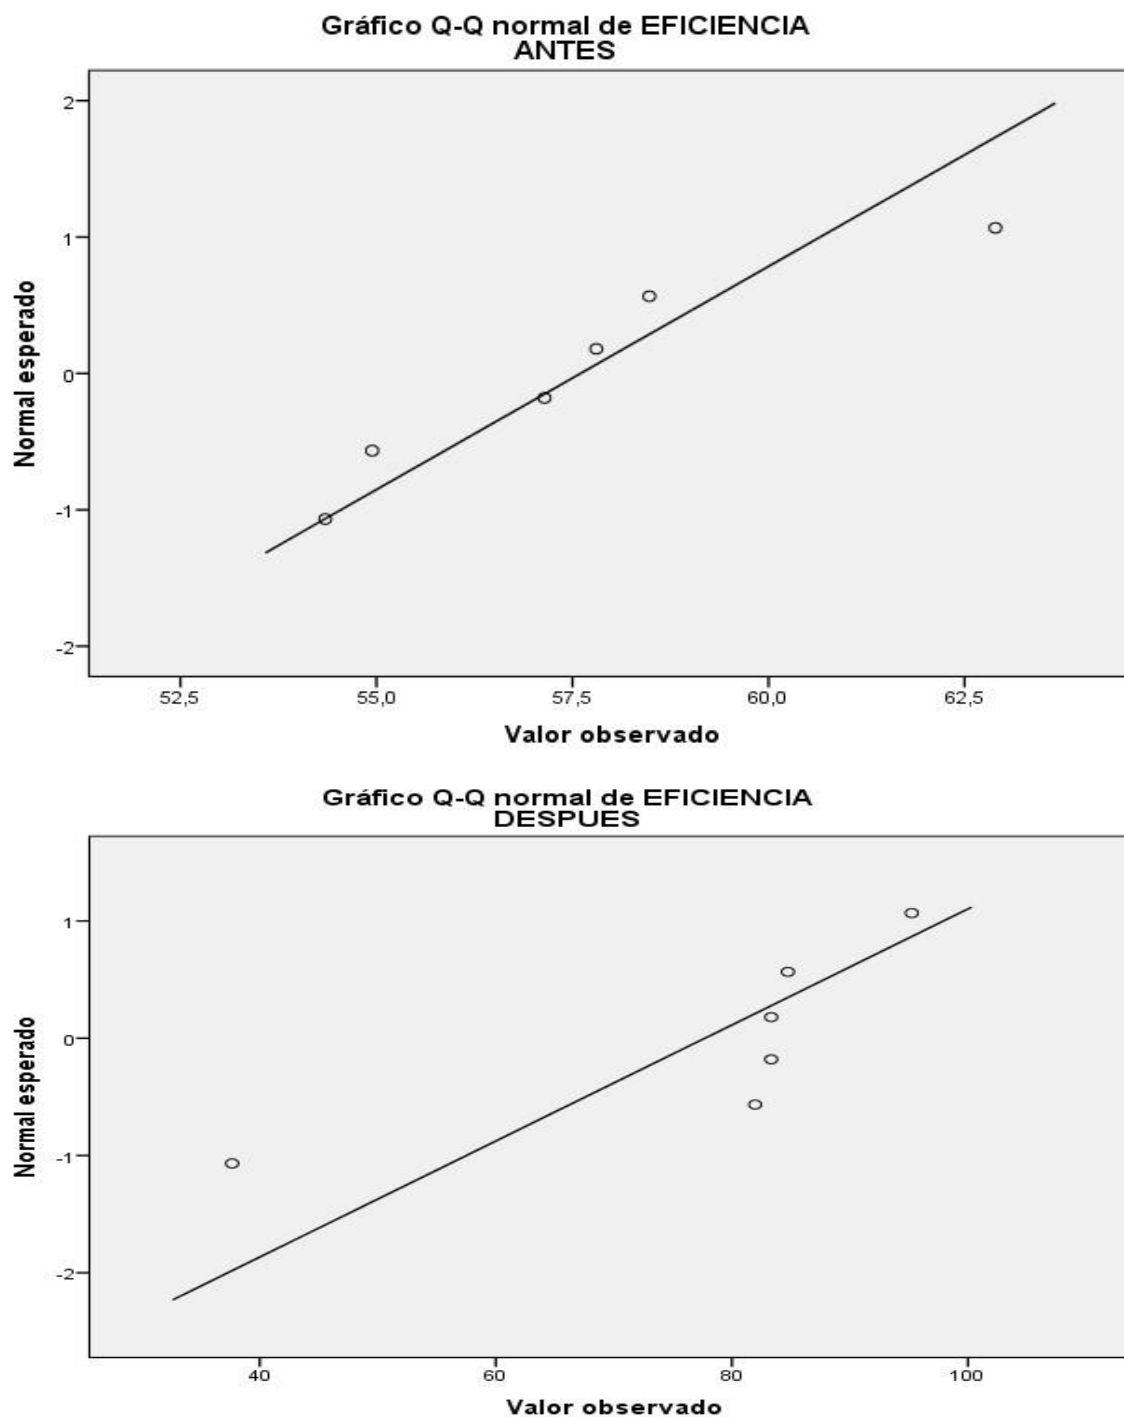 Gráfico Q-Q normal de EFICIENCIA
ANTES
2
1
0
-1
-2
Normal esperado
52,5 55,0 57,5 60,0 62,5
Valor observado
Gráfico Q-Q normal de EFICIENCIA
DESPUES
1
0
-1
-2
Normal esperado
40 60 80 100
Valor observado